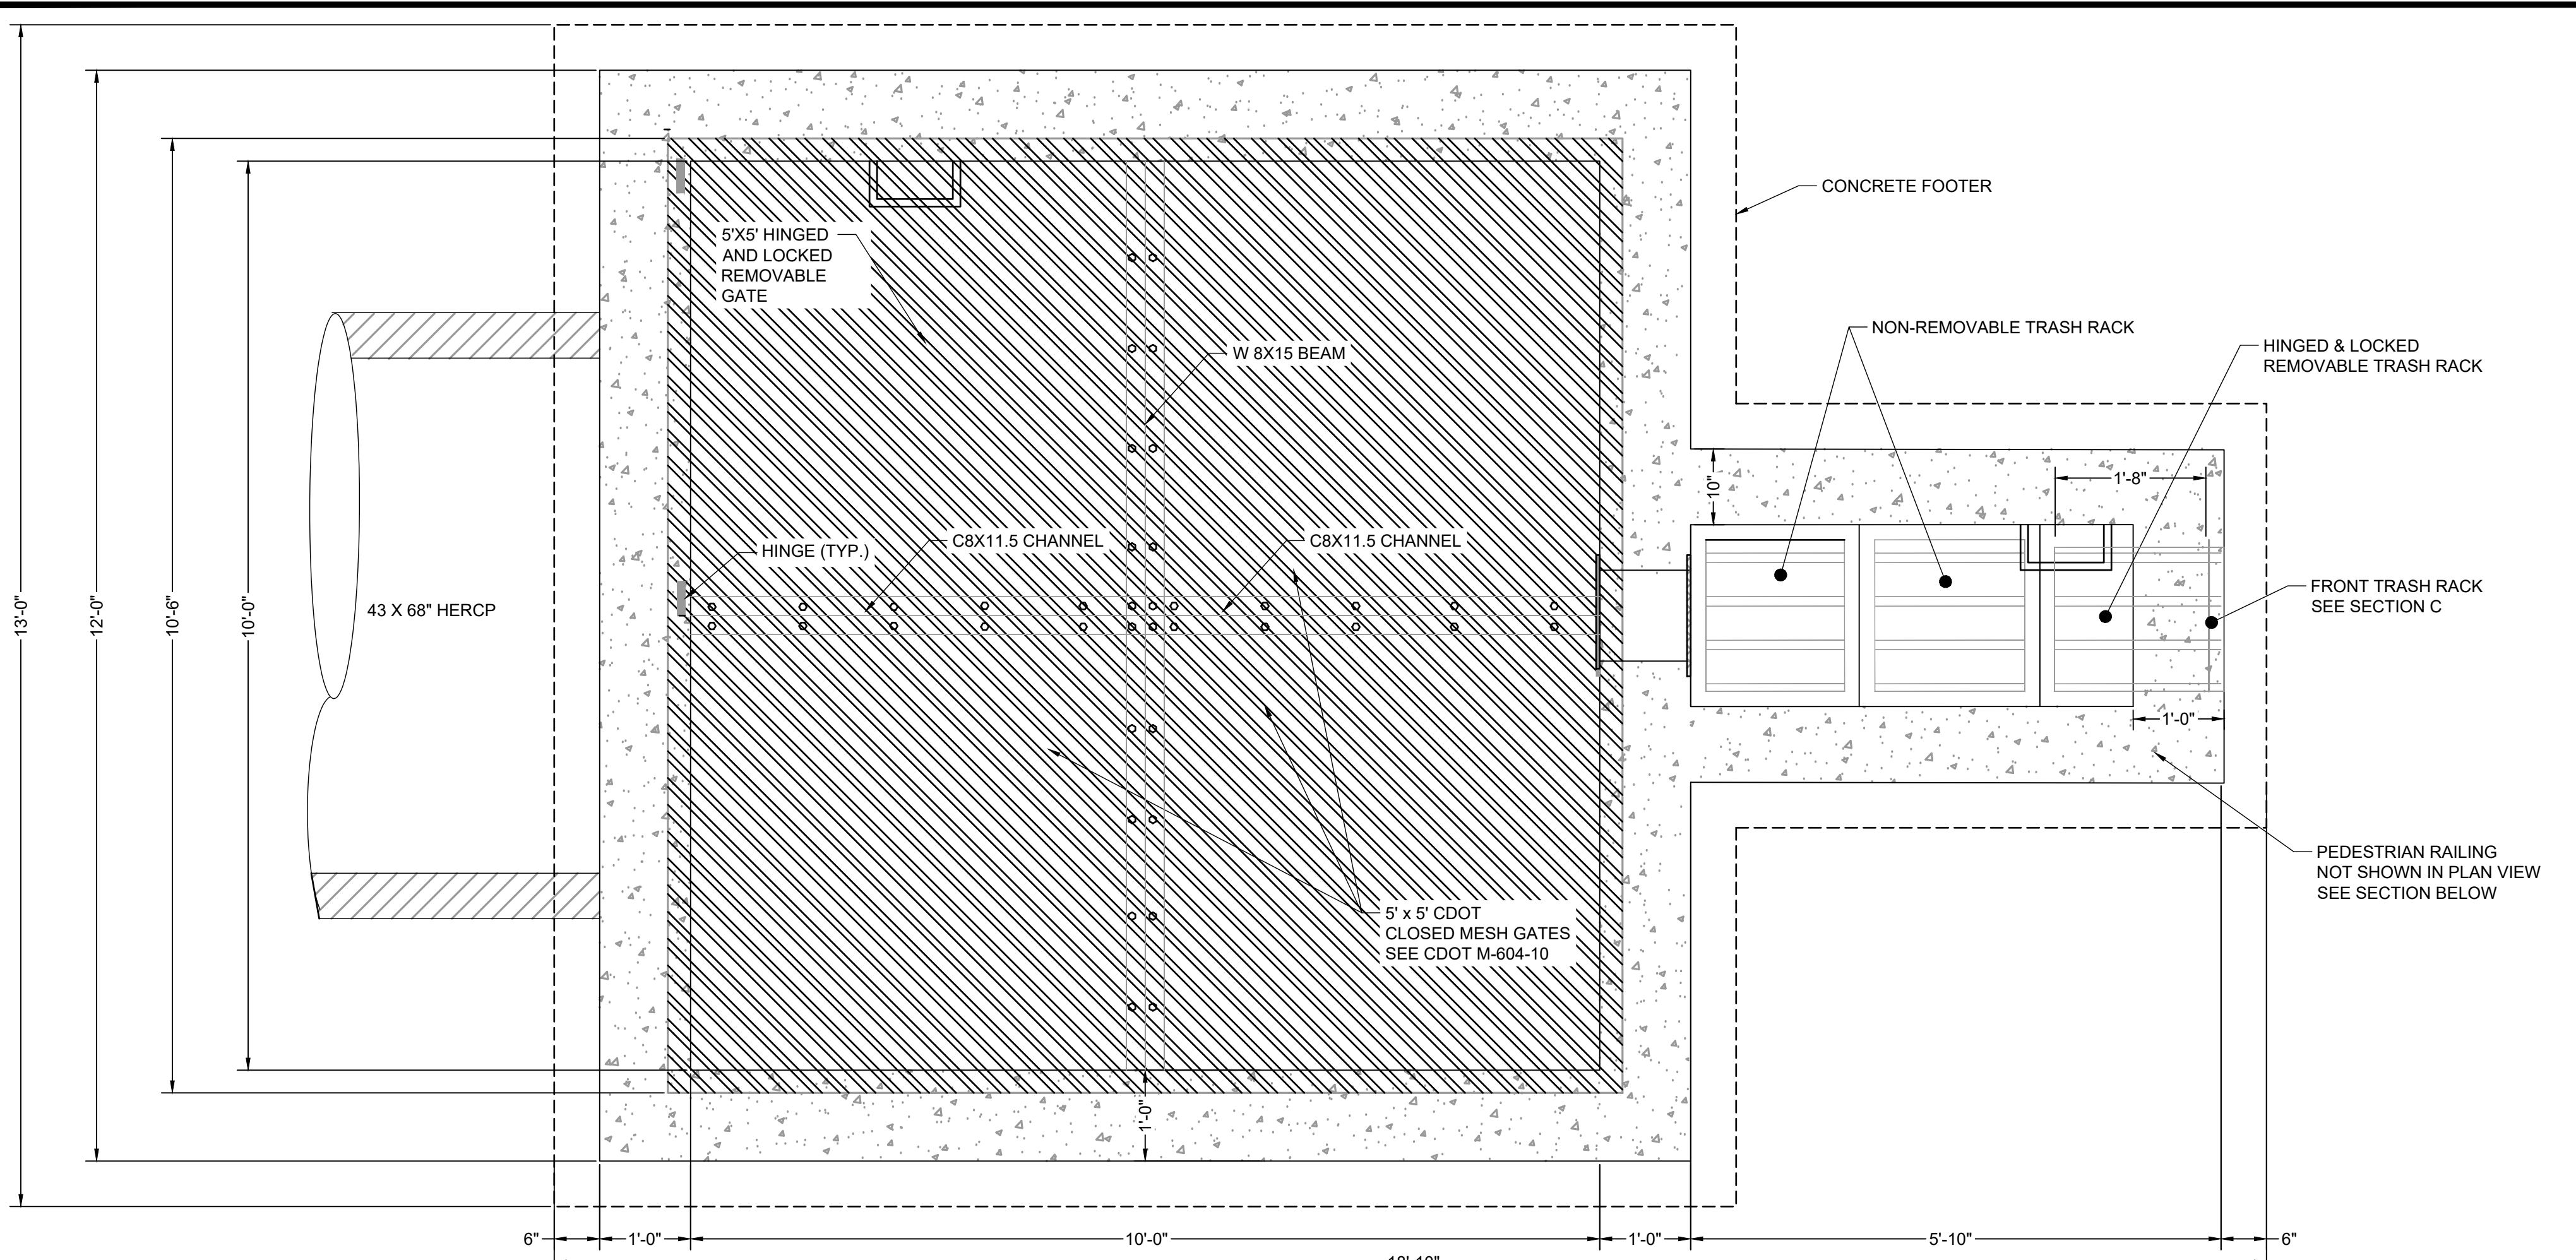 CONCRETE FOOTER
5'X5' HINGED
AND LOCKED
REMOVABLE
GATE
NON-REMOVABLE TRASH RACK
HINGED & LOCKED
REMOVABLE TRASH RACK
W 8X15 BEAM
1'-8"
10"
HINGE (TYP.)
C8X11.5 CHANNEL
C8X11.5 CHANNEL
13'-0"
12'-0"
10'-6"
10'-0"
43 X 68" HERCP
FRONT TRASH RACK
SEE SECTION C
1'-0"
PEDESTRIAN RAILING
NOT SHOWN IN PLAN VIEW
SEE SECTION BELOW
5' x 5' CDOT
CLOSED MESH GATES
SEE CDOT M-604-10
1'-0"
6"
1'-0"
10'-0"
1'-0"
5'-10"
6"